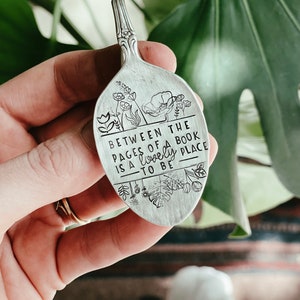 BETWEEN THE
PAGES OF A BOOK
IS A lovely PLACE
TO BE